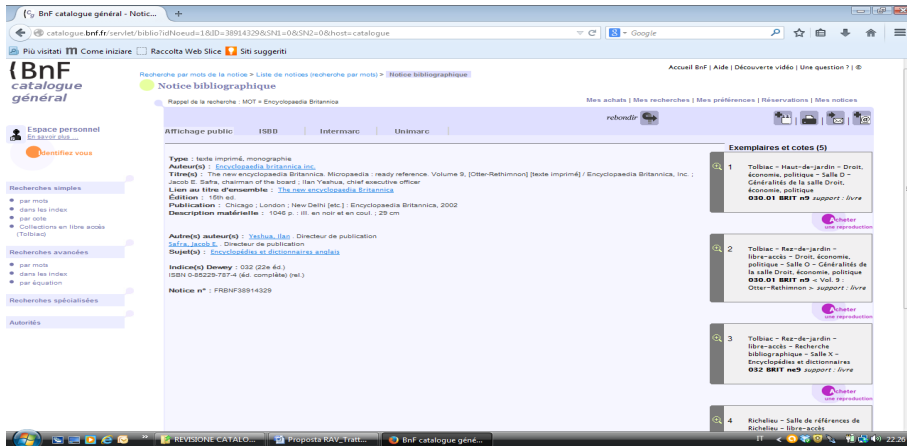 BnF catalogue général - Notic...
catalogue.bnf.fr/servlet/biblio?idNoeud=1&ID=38914329&SN1=0&SN2=0&host=catalogue
Google
Più visitati Come iniziare Raccolta Web Slice Siti suggeriti
BnF
catalogue
général
Accueil BnF | Aide | Découverte vidéo | Une question ? | ©
Recherche par mots de la notice > Liste de notices (recherche par mots) > Notice bibliographique
Notice bibliographique
Rappel de la recherche : MOT = Encyclopaedia Britannica
Mes achats | Mes recherches | Mes préférences | Réservations | Mes notices
rebondir
Espace personnel
En savoir plus ...
Identifiez vous
Recherches simples
par mots
dans les index
par cote
Collections en libre accès
(Tolbiac)
Recherches avancées
par mots
dans les index
par équation
Recherches spécialisées
Autorités
Affichage public ISBD Intermarc Unimarc
Type : texte imprimé, monographie
Auteur(s) : Encyclopaedia britannica inc.
Titre(s) : The new encyclopaedia Britannica. Micropaedia : ready reference. Volume 9, [Otter-Rethimnon] [texte imprimé] / Encyclopaedia Britannica, inc. ;
Jacob E. Safra, chairman of the board ; Ilan Yeshua, chief executive officer
Lien au titre d'ensemble : The new encyclopaedia Britannica
Édition : 15th ed.
Publication : Chicago ; London ; New Delhi [etc.] : Encyclopaedia Britannica, 2002
Description matérielle : 1046 p. : ill. en noir et en coul. ; 29 cm
Autre(s) auteur(s) : Yeshua, Ilan . Directeur de publication
Safra, Jacob E. . Directeur de publication
Sujet(s) : Encyclopédies et dictionnaires anglais
Indice(s) Dewey : 032 (22e éd.)
ISBN 0-85229-787-4 (éd. complète) (rel.)
Notice n° : FRBNF38914329
Exemplaires et cotes (5)
1 Tolbiac - Haut-de-jardin - Droit,
économie, politique - Salle D -
Généralités de la salle Droit,
économie, politique
030.01 BRIT n9 support : livre
Acheter
une reproduction
2 Tolbiac - Rez-de-jardin -
libre-accès - Droit, économie,
politique - Salle O - Généralités de
la salle Droit, économie, politique
030.01 BRIT n9 < Vol. 9 :
Otter-Rethimnon > support : livre
Acheter
une reproduction
3 Tolbiac - Rez-de-jardin -
libre-accès - Recherche
bibliographique - Salle X -
Encyclopédies et dictionnaires
032 BRIT ne9 support : livre
Acheter
une reproduction
4 Richelieu - Salle de références de
Richelieu - libre-accès
REVISIONE CATALO... Proposta RAV_Tratt... BnF catalogue géné... IT 22.26